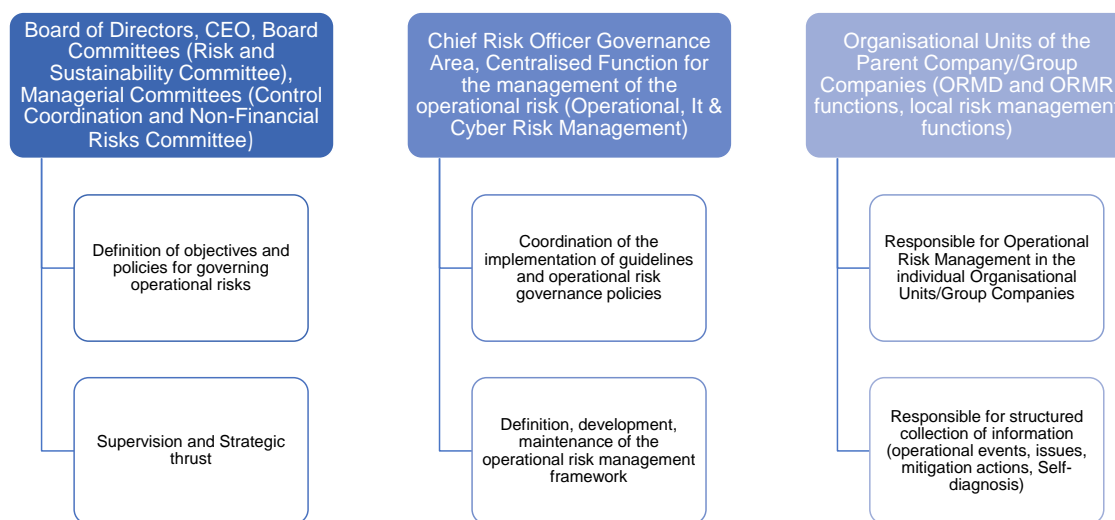 Board of Directors, CEO, Board
Committees (Risk and
Sustainability Committee),
Managerial Committees (Control
Coordination and Non-Financial
Risks Committee)
Definition of objectives and
policies for governing
operational risks
Supervision and Strategic
thrust
Chief Risk Officer Governance
Area, Centralised Function for
the management of the
operational risk (Operational, It &
Cyber Risk Management)
Coordination of the
implementation of guidelines
and operational risk
governance policies
Definition, development,
maintenance of the
operational risk management
framework
Organisational Units of the
Parent Company/Group
Companies (ORMD and ORMR
functions, local risk management
functions)
Responsible for Operational
Risk Management in the
individual Organisational
Units/Group Companies
Responsible for structured
collection of information
(operational events, issues,
mitigation actions, Self-
diagnosis)